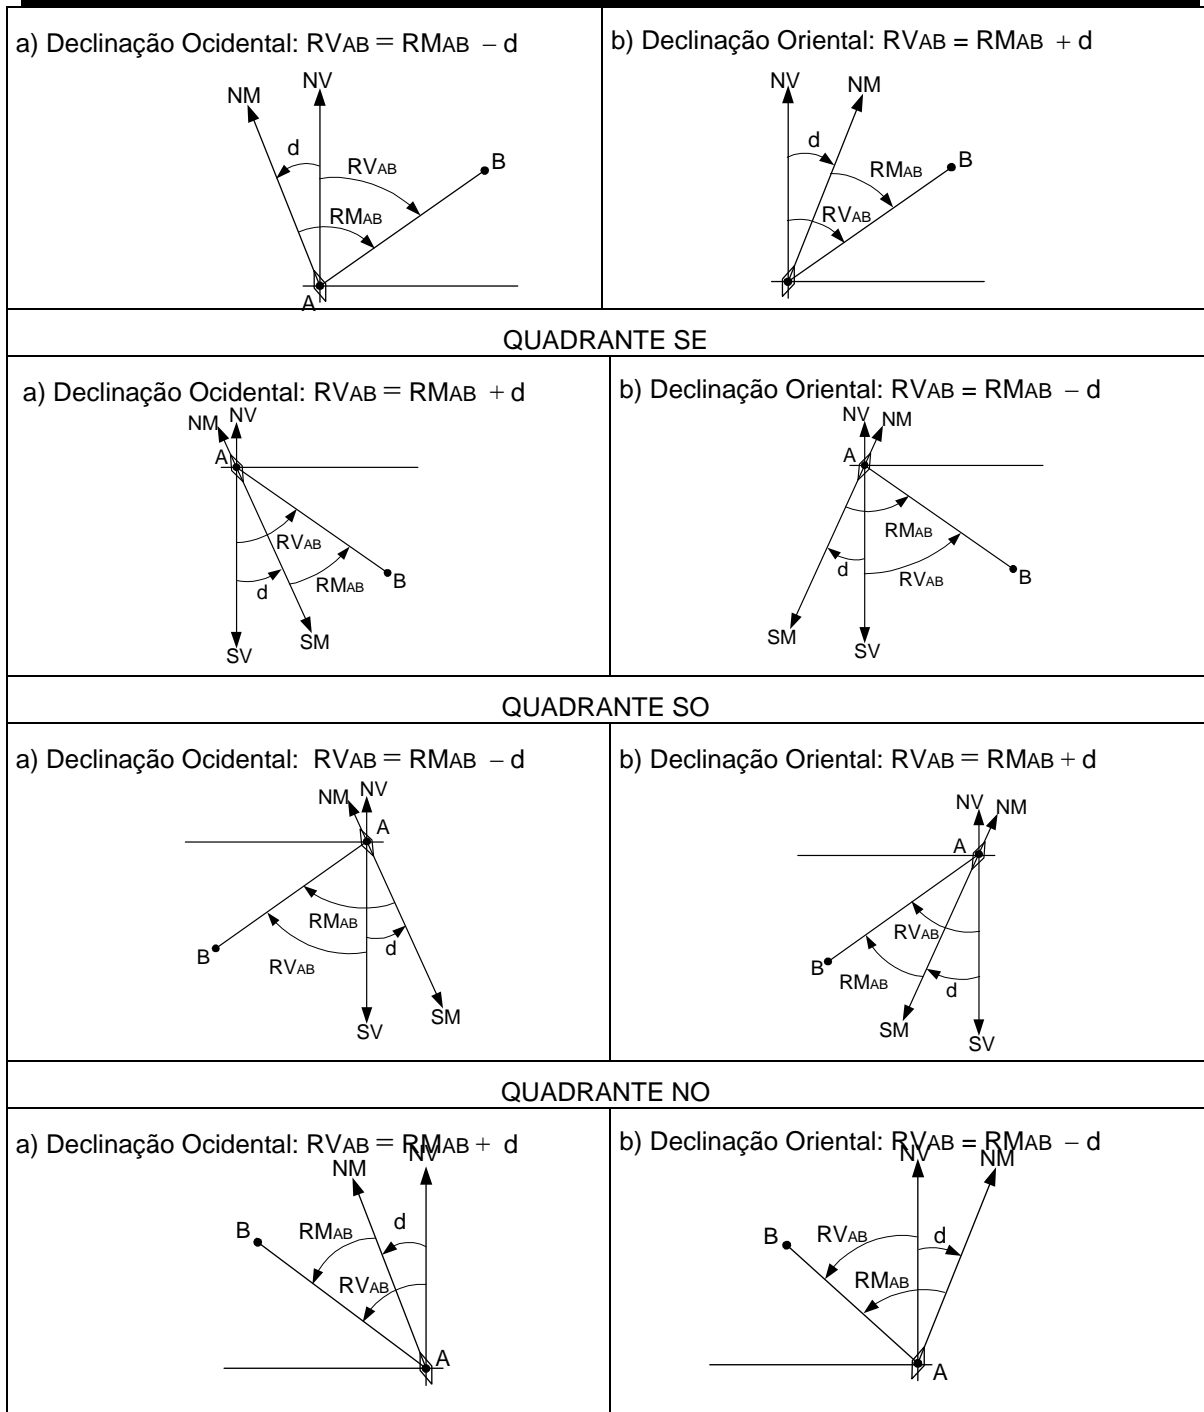 a) Declinação Ocidental: RVAB = RMAB − d
NM
NV
d
RVAB
B
RMAB
A
b) Declinação Oriental: RVAB = RMAB + d
NV
NM
d
RMAB
B
RVAB
QUADRANTE SE
a) Declinação Ocidental: RVAB = RMAB + d
NM
NV
A
RVAB
d
RMAB
B
SM
SV
b) Declinação Oriental: RVAB = RMAB − d
NV
NM
A
RMAB
d
RVAB
B
SM
SV
QUADRANTE SO
a) Declinação Ocidental: RVAB = RMAB − d
NM
NV
A
RMAB
d
B
RVAB
SM
SV
b) Declinação Oriental: RVAB = RMAB + d
NV
NM
A
RVAB
B
RMAB
d
SM
SV
QUADRANTE NO
a) Declinação Ocidental: RVAB = RMAB + d
NV
NM
B
RMAB
d
RVAB
A
b) Declinação Oriental: RVAB = RMAB − d
NV
NM
B
RVAB
d
RMAB
A